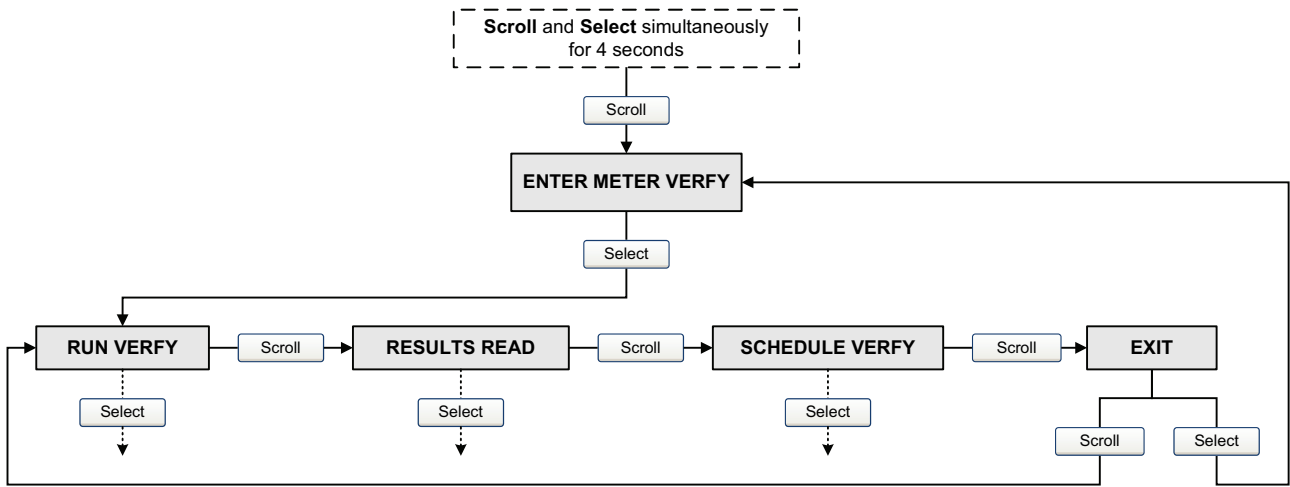 Scroll and Select simultaneously
for 4 seconds
Scroll
ENTER METER VERFY
Select
RUN VERFY
Scroll
RESULTS READ
Scroll
SCHEDULE VERFY
Scroll
EXIT
Select
Select
Select
Scroll
Select